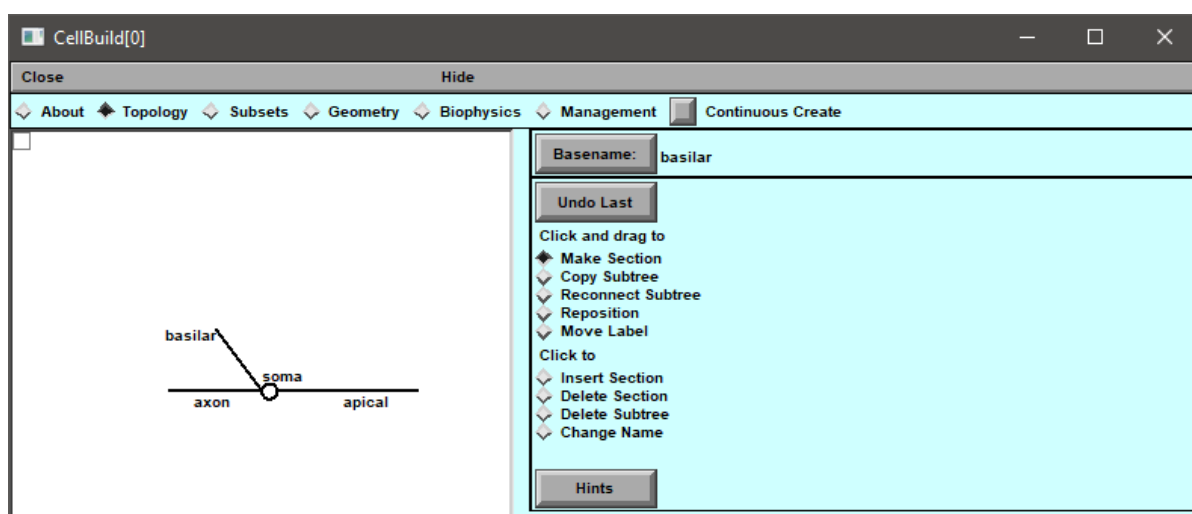 CellBuild[0]
Close Hide
About Topology Subsets Geometry Biophysics Management Continuous Create
Basename: basilar
Undo Last
Click and drag to
Make Section
Copy Subtree
Reconnect Subtree
Reposition
Move Label
Click to
Insert Section
Delete Section
Delete Subtree
Change Name
Hints
basilar
soma
axon apical